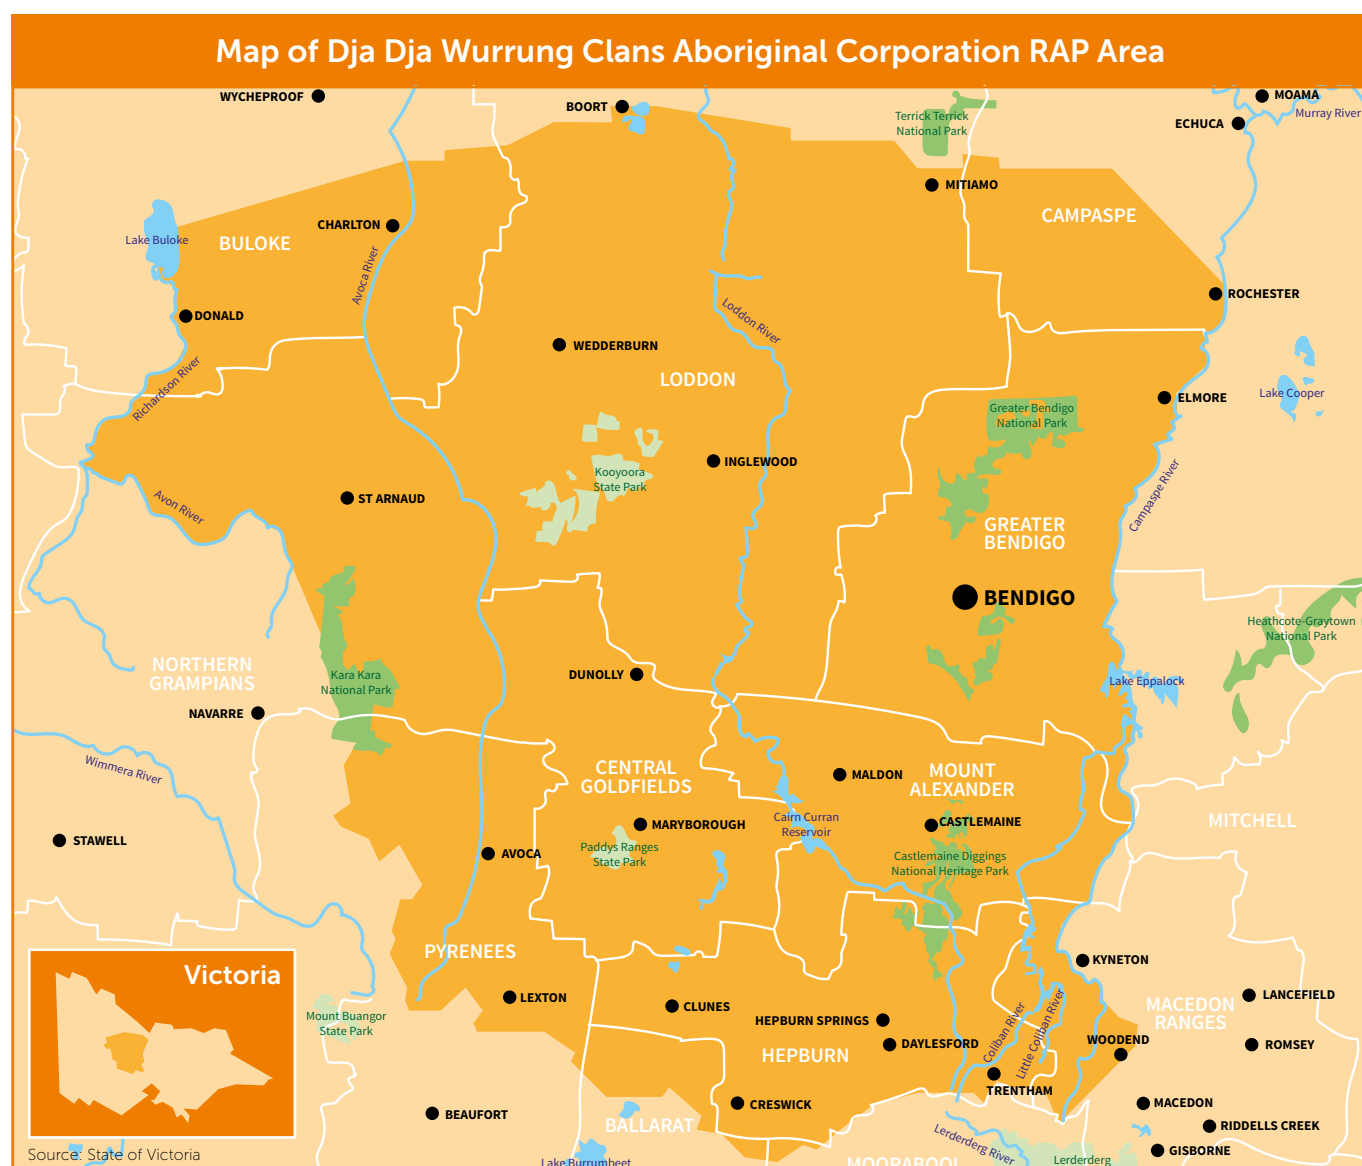 Map of Dja Dja Wurrung Clans Aboriginal Corporation RAP Area
WYCHEPROOF
BOORT
MOAMA
Murray River
Terrick Terrick
National Park
ECHUCA
MITIAMO
CAMPASPE
CHARLTON
Lake Buloke
BULOKE
Avoca River
ROCHESTER
DONALD
Loddon River
WEDDERBURN
LODDON
Richardson River
ELMORE
Lake Cooper
Greater Bendigo
National Park
INGLEWOOD
Kooyoora
State Park
ST ARNAUD
Avon River
Campaspe River
GREATER
BENDIGO
BENDIGO
Heathcote-Graytown
National Park
NORTHERN
GRAMPIANS
Kara Kara
National Park
DUNOLLY
Lake Eppalock
NAVARRE
Wimmera River
CENTRAL
GOLDFIELDS
MALDON
MOUNT
ALEXANDER
Cairn Curran
Reservoir
MARYBOROUGH
CASTLEMAINE
MITCHELL
STAWELL
AVOCA
Paddys Ranges
State Park
Castlemaine Diggings
National Heritage Park
PYRENEES
KYNETON
Victoria
LEXTON
CLUNES
LANCEFIELD
MACEDON
RANGES
Mount Buangor
State Park
HEPBURN SPRINGS
DAYLESFORD
Coliban River
Little Coliban River
WOODEND
ROMSEY
HEPBURN
TRENTHAM
CRESWICK
MACEDON
BEAUFORT
BALLARAT
RIDDELLS CREEK
Lerderderg River
GISBORNE
Source: State of Victoria
Lake Burrumbeet
MOORABOOL
Lerderderg